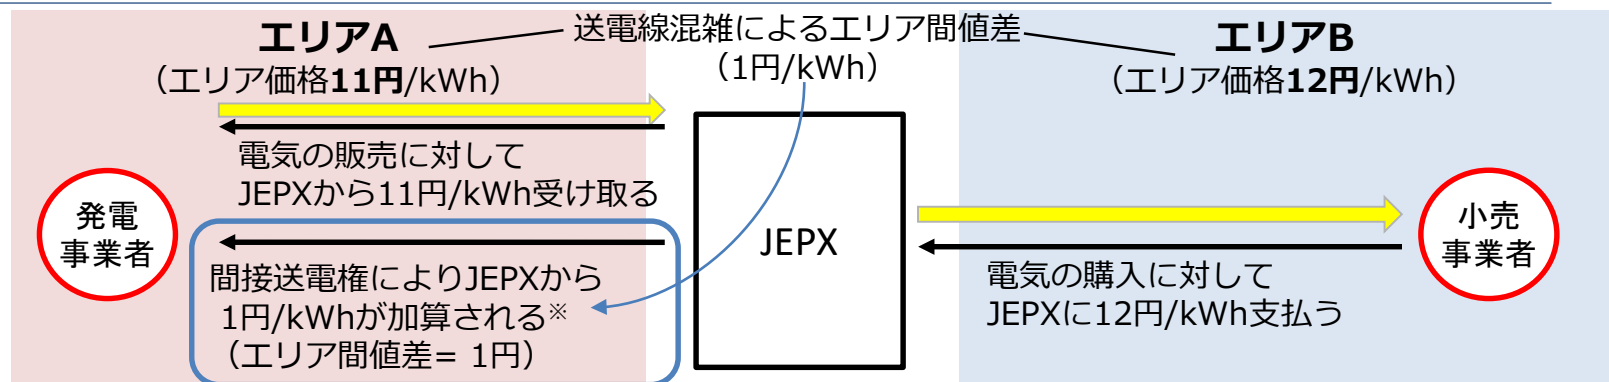 エリアA
（エリア価格11円/kWh）
送電線混雑によるエリア間値差
（1円/kWh）
エリアB
（エリア価格12円/kWh）
電気の販売に対して
JEPXから11円/kWh受け取る
発電
事業者
間接送電権によりJEPXから
1円/kWhが加算される※
（エリア間値差= 1円）
JEPX
電気の購入に対して
JEPXに12円/kWh支払う
小売
事業者